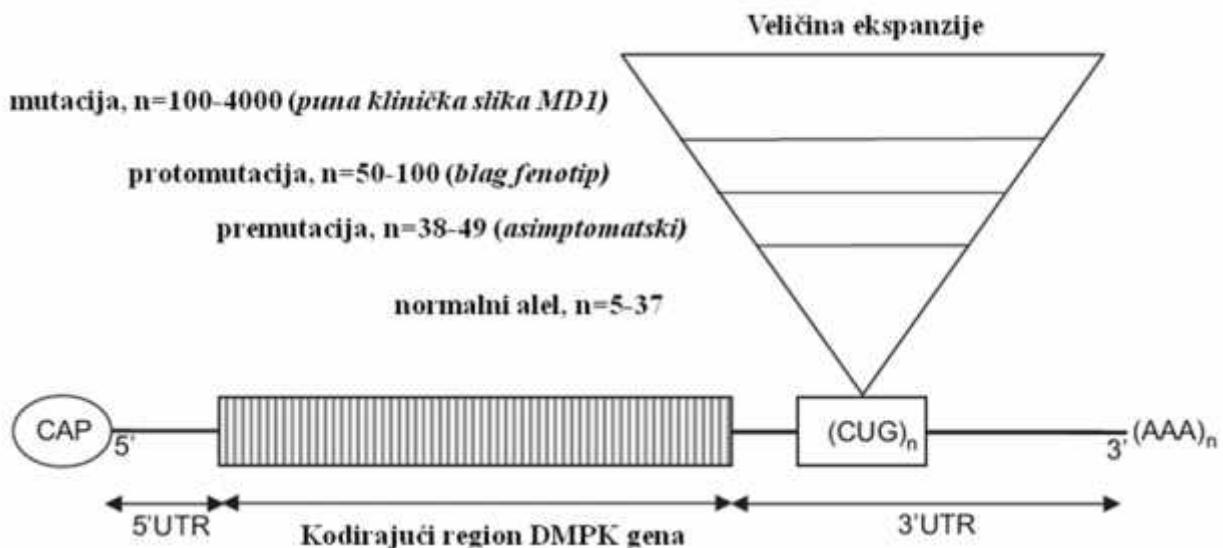 Veličina ekspanzije
mutacija, n=100-4000 (puna klinička slika MD1)
protomutacija, n=50-100 (blag fenotip)
premutacija, n=38-49 (asimptomatski)
normalni alel, n=5-37
CAP
5'
(CUG)n
3'
(AAA)n
5'UTR
Kodirajući region DMPK gena
3'UTR